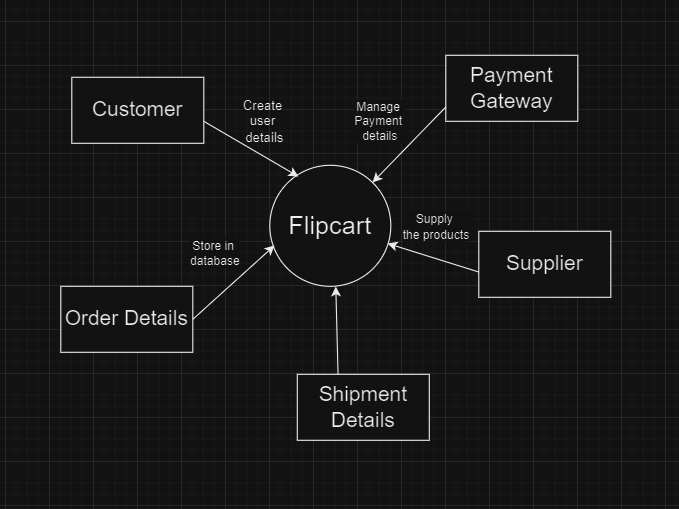 Customer
Create
user
details
Manage
Payment
details
Payment
Gateway
Flipcart
Supply
the products
Supplier
Store in
database
Order Details
Shipment
Details